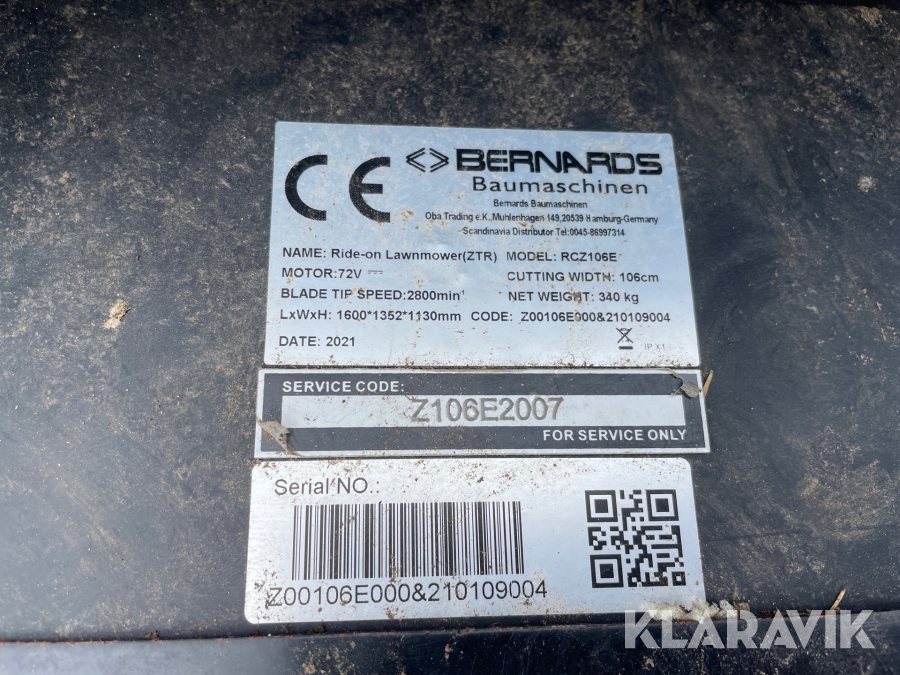 CE BERNARDS
Baumaschinen
Bernards Baumaschinen
Oba Trading e.K.,Muhlenhagen 149,20539 Hamburg-Germany
Scandinavia Distributor Tel:0045-86997314
NAME: Ride-on Lawnmower(ZTR) MODEL: RCZ106E
MOTOR:72V CUTTING WIDTH: 106cm
BLADE TIP SPEED:2800min⁻¹ NET WEIGHT: 340 kg
LxWxH: 1600*1352*1130mm CODE: Z00106E000&210109004
DATE: 2021 IP X1
SERVICE CODE:
Z106E2007
FOR SERVICE ONLY
Serial NO.:
Z00106E000&210109004
KLARAVIK